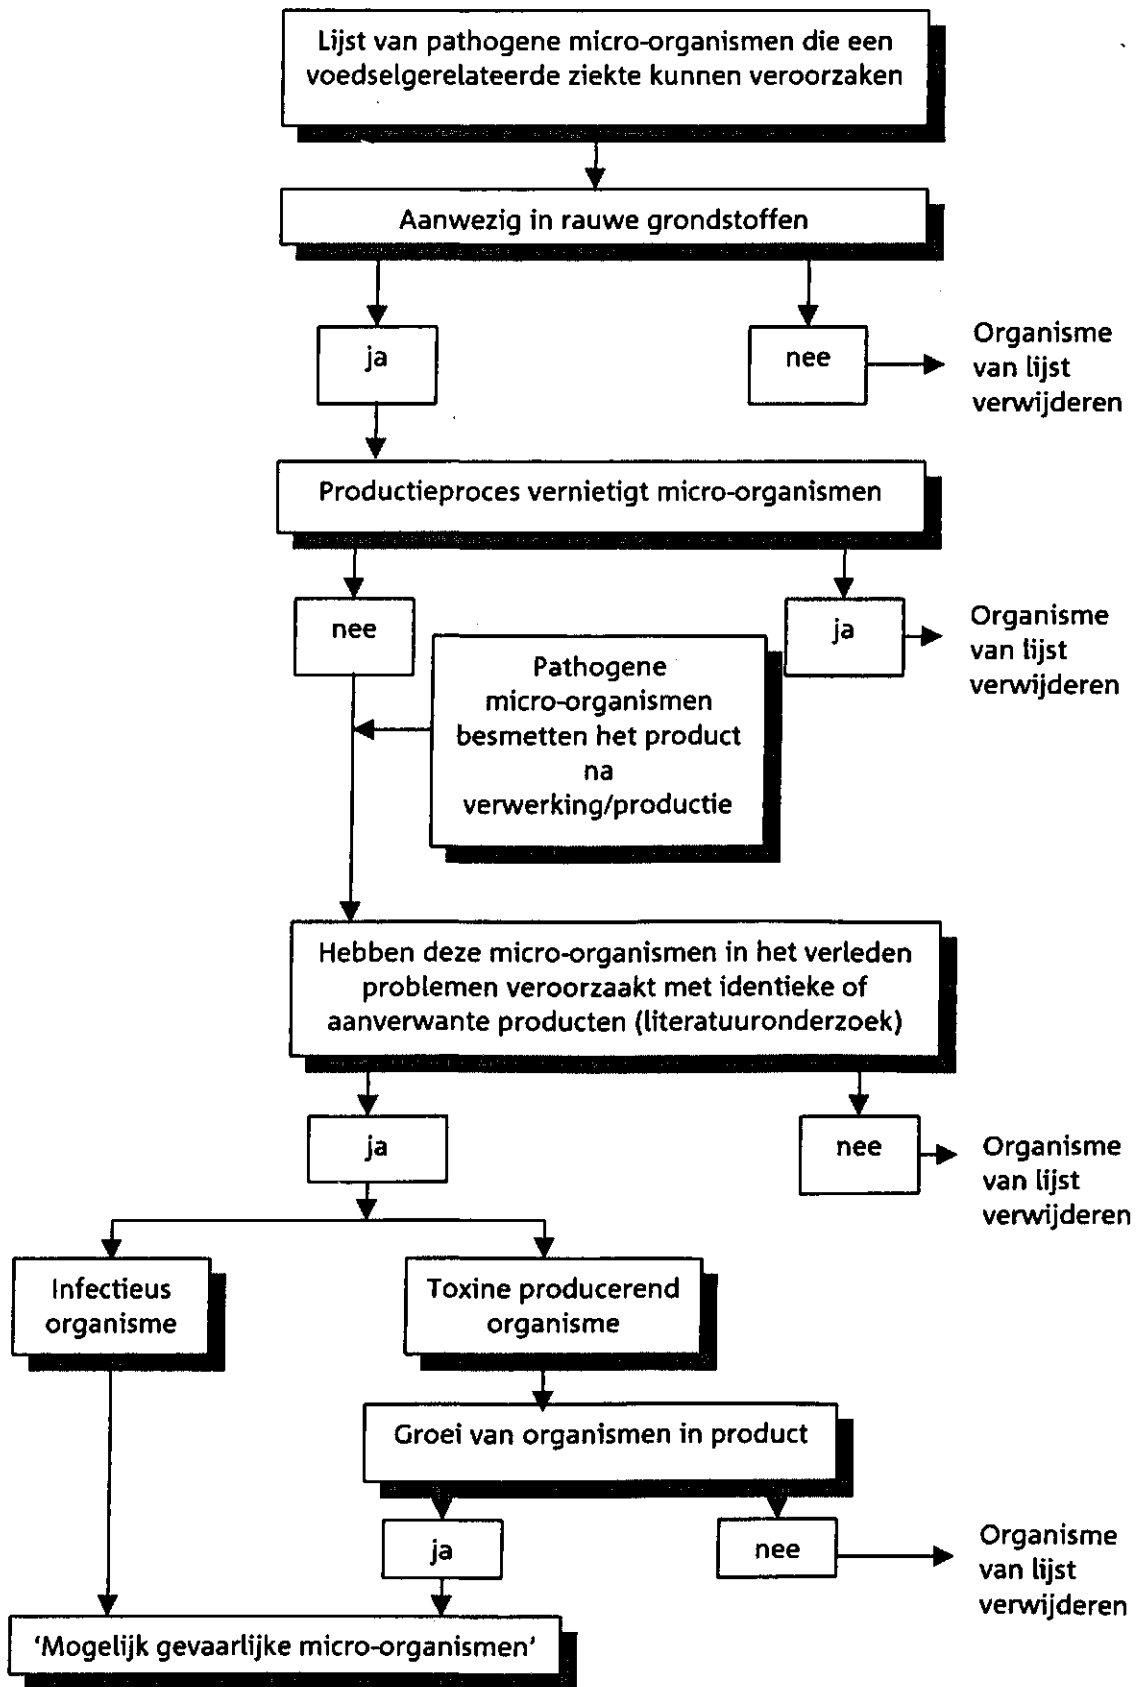 Lijst van pathogene micro-organismen die een
voedselgerelateerde ziekte kunnen veroorzaken
Aanwezig in rauwe grondstoffen
ja
nee
Organisme
van lijst
verwijderen
Productieproces vernietigt micro-organismen
nee
ja
Organisme
van lijst
verwijderen
Pathogene
micro-organismen
besmetten het product
na
verwerking/productie
Hebben deze micro-organismen in het verleden
problemen veroorzaakt met identieke of
aanverwante producten (literatuuronderzoek)
ja
nee
Organisme
van lijst
verwijderen
Infectieus
organisme
Toxine producerend
organisme
Groei van organismen in product
ja
nee
Organisme
van lijst
verwijderen
‘Mogelijk gevaarlijke micro-organismen’